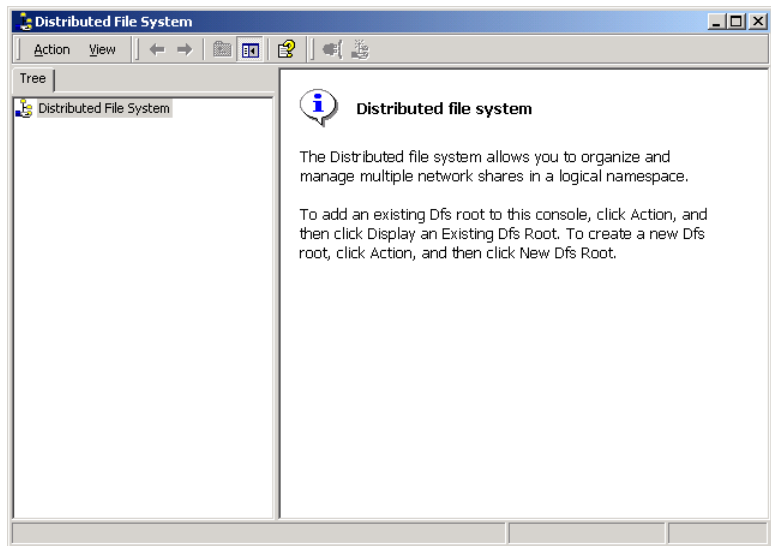 Distributed File System
Action View
Tree
Distributed File System
Distributed file system
The Distributed file system allows you to organize and
manage multiple network shares in a logical namespace.
To add an existing Dfs root to this console, click Action, and
then click Display an Existing Dfs Root. To create a new Dfs
root, click Action, and then click New Dfs Root.